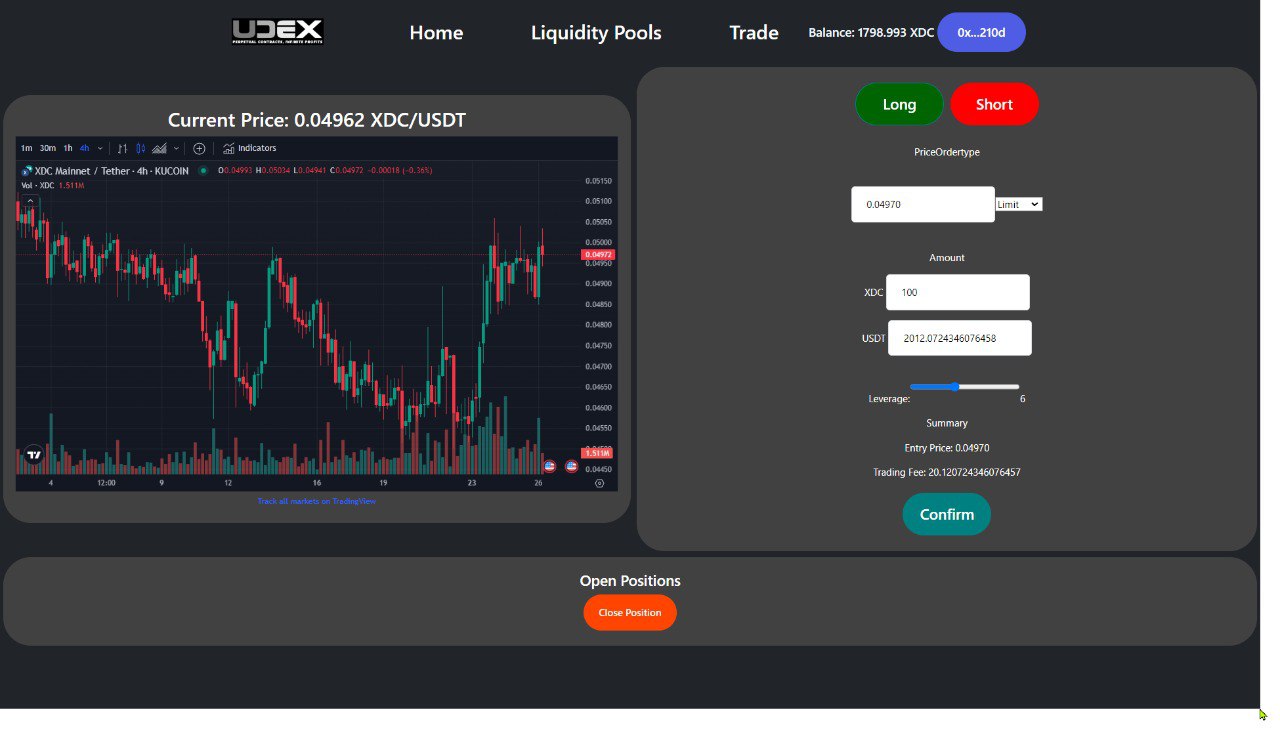 UDEX
PERPETUAL CONTRACTS, INFINITE PROFITS
Home
Liquidity Pools
Trade
Balance: 1798.993 XDC
0x...210d
Current Price: 0.04962 XDC/USDT
1m 30m 1h 4h
Indicators
XDC Mainnet / Tether · 4h · KUCOIN O0.04993 H0.05034 L0.04941 C0.04972 -0.00018 (-0.36%)
Vol · XDC 1.511M
0.05150
0.05100
0.05050
0.05000
0.04972
0.04950
0.04900
0.04850
0.04800
0.04750
0.04700
0.04650
0.04600
0.04550
0.04500
1.511M
0.04450
4 12:00 9 12 16 19 23 26
Track all markets on TradingView
Long
Short
PriceOrdertype
0.04970
Limit
Amount
XDC 100
USDT 2012.0724346076458
Leverage: 6
Summary
Entry Price: 0.04970
Trading Fee: 20.120724346076457
Confirm
Open Positions
Close Position